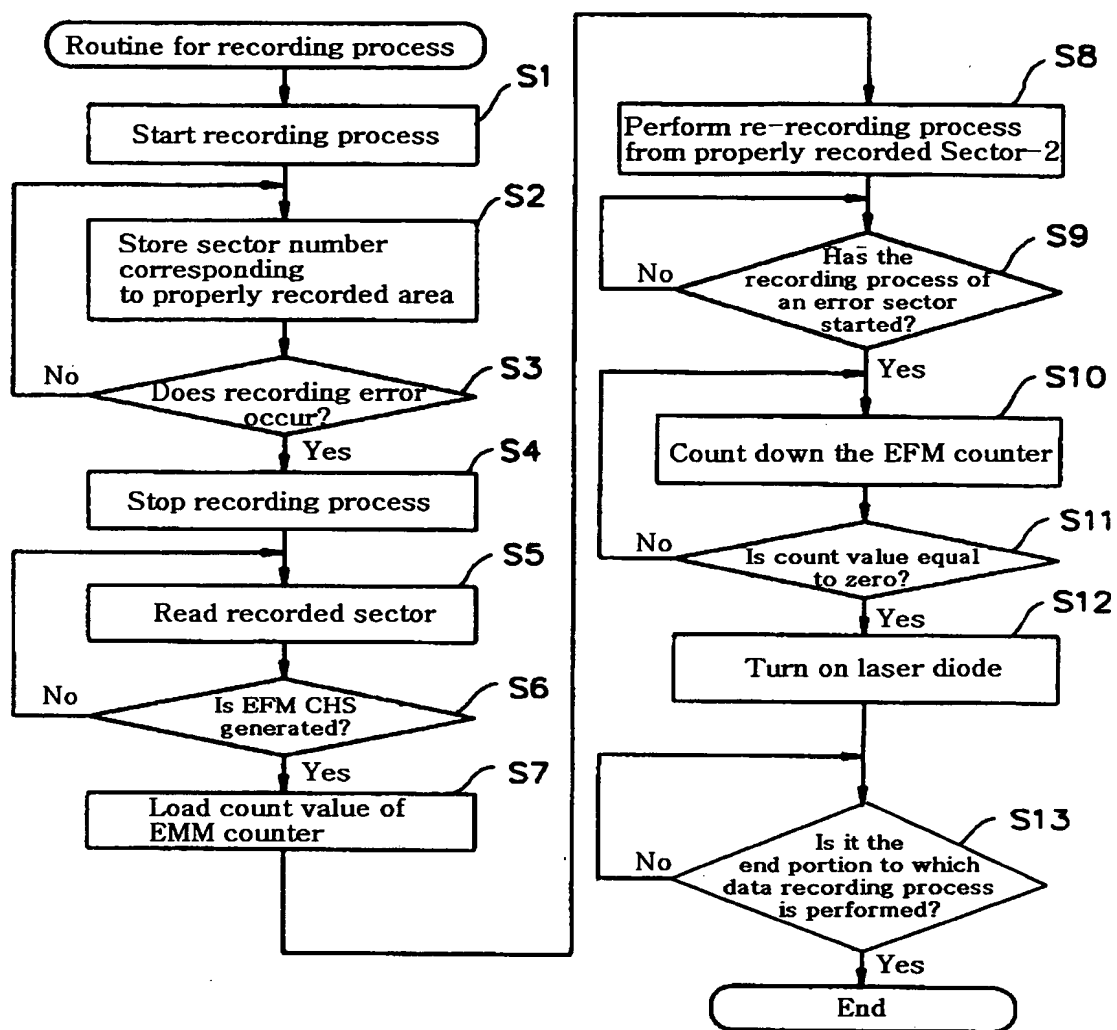 Routine for recording process
S1
Start recording process
S2
Store sector number
corresponding
to properly recorded area
S3
No
Does recording error
occur?
Yes
S4
Stop recording process
S5
Read recorded sector
S6
No
Is EFM CHS
generated?
Yes
S7
Load count value of
EMM counter
S8
Perform re-recording process
from properly recorded Sector-2
S9
No
Has the
recording process of
an error sector
started?
Yes
S10
Count down the EFM counter
S11
No
Is count value equal
to zero?
Yes
S12
Turn on laser diode
S13
No
Is it the
end portion to which
data recording process
is performed?
Yes
End